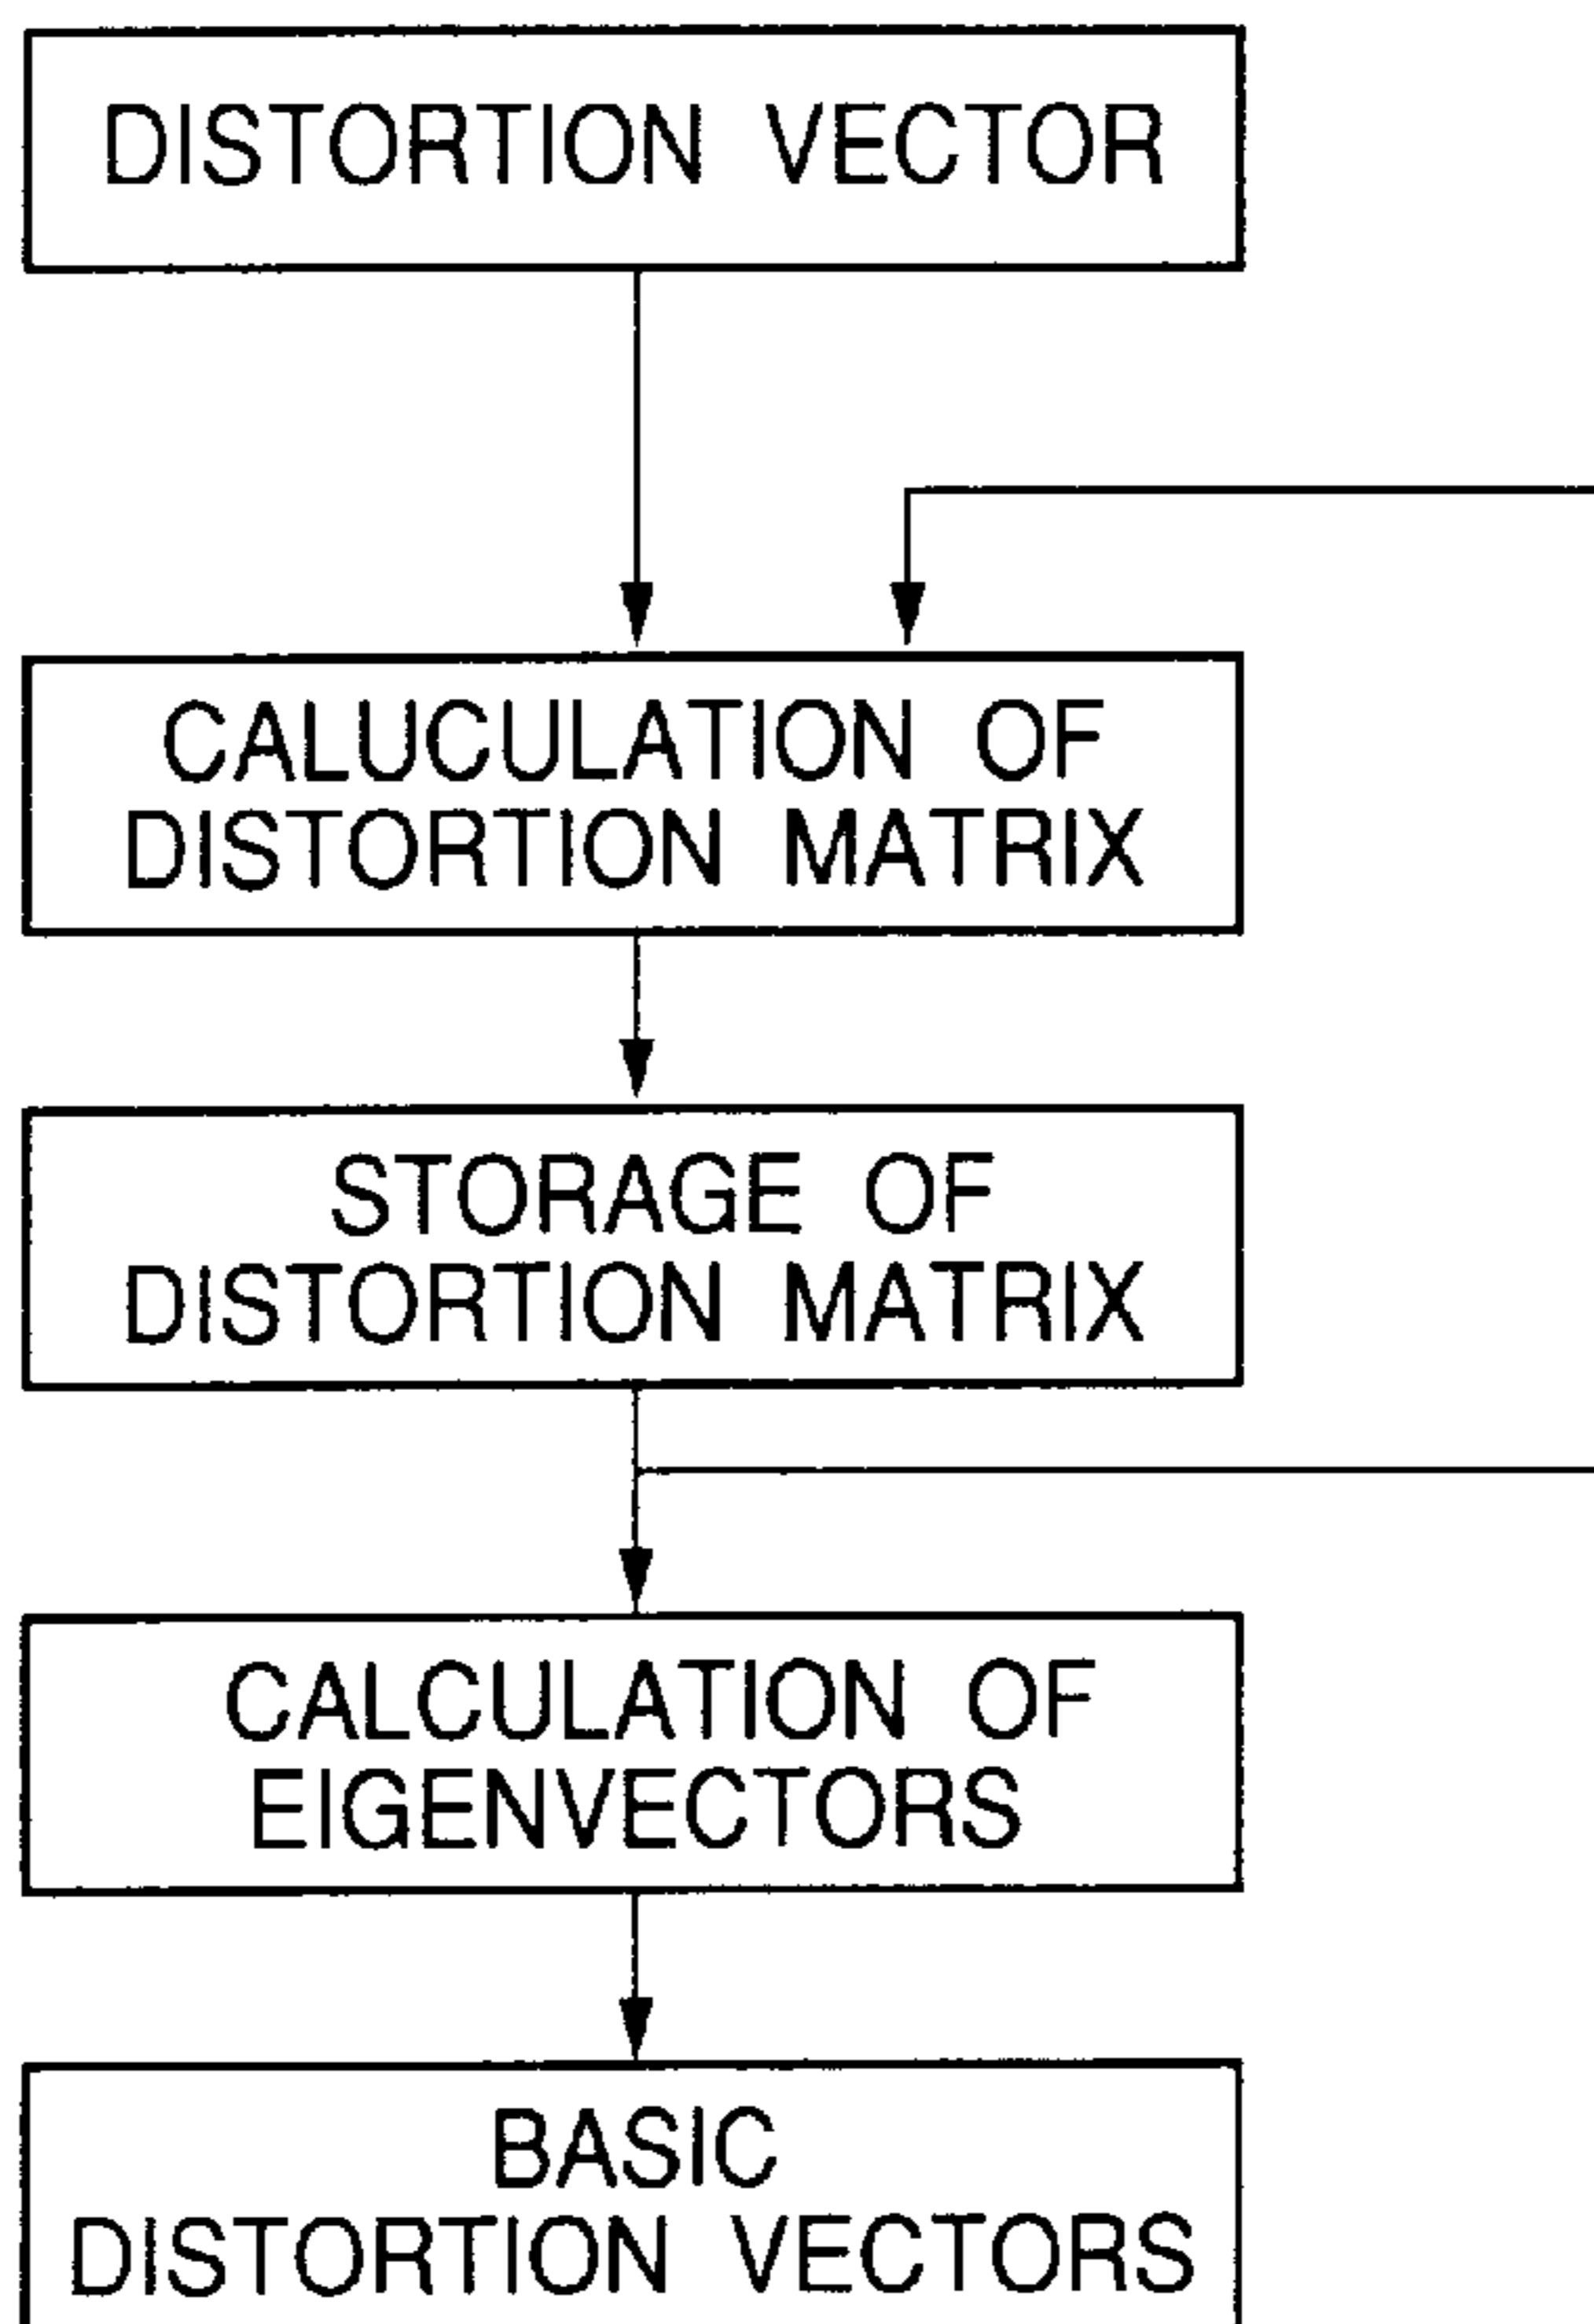 DISTORTION VECTOR
CALUCULATION OF
DISTORTION MATRIX
STORAGE OF
DISTORTION MATRIX
CALCULATION OF
EIGENVECTORS
BASIC
DISTORTION VECTORS